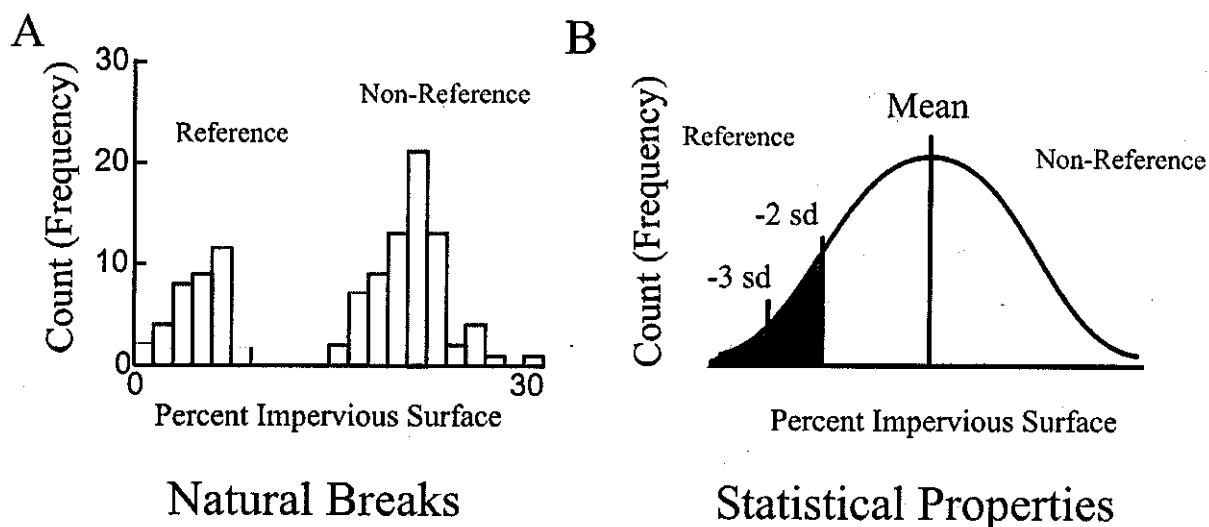 A
Count (Frequency)
30
20
10
0
Reference
Non-Reference
0
30
Percent Impervious Surface
Natural Breaks
B
Count (Frequency)
Reference
Mean
Non-Reference
-2 sd
-3 sd
Percent Impervious Surface
Statistical Properties